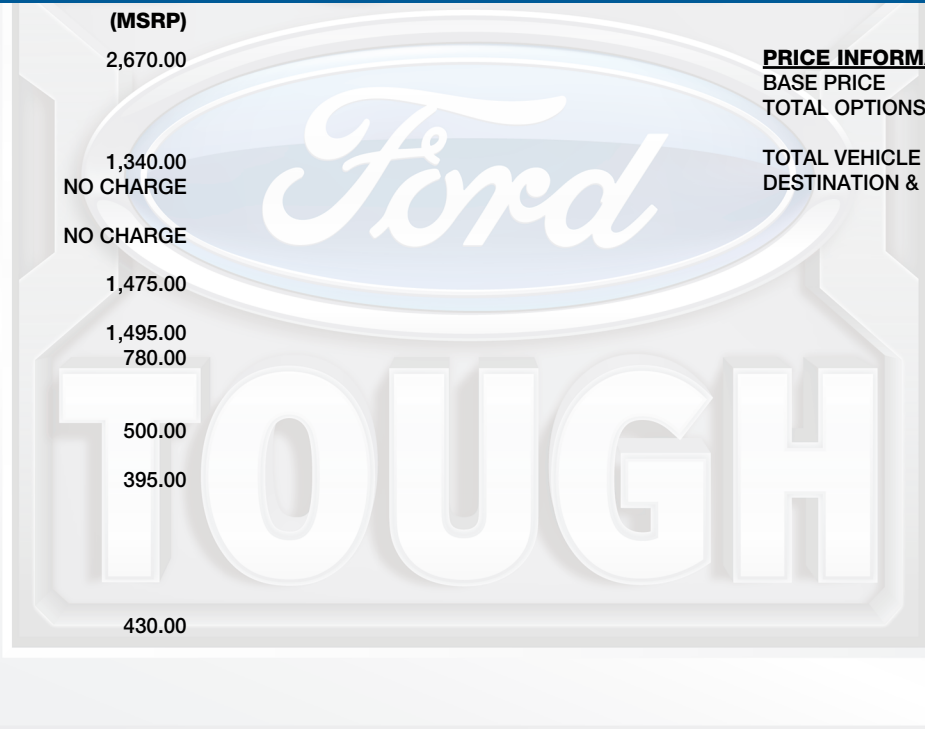 (MSRP)
2,670.00
1,340.00
NO CHARGE
NO CHARGE
1,475.00
1,495.00
780.00
500.00
395.00
430.00
PRICE INFORMA
BASE PRICE
TOTAL OPTIONS
TOTAL VEHICLE
DESTINATION &
Ford
TOUGH